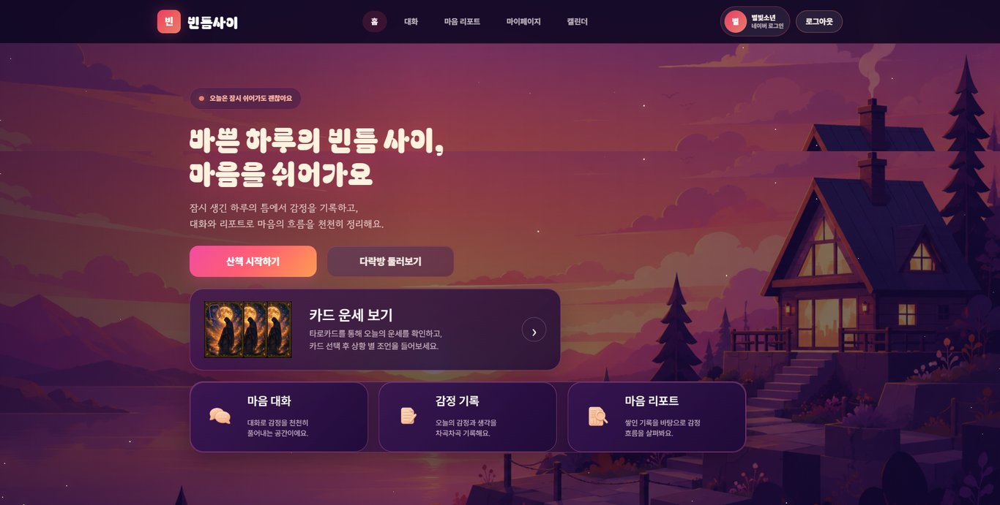 빈 빈틈사이
홈 대화 마음 리포트 마이페이지 캘린더
별 별빛소년
네이버 로그인
로그아웃
오늘은 잠시 쉬어가도 괜찮아요
바쁜 하루의 빈틈 사이,
마음을 쉬어가요
잠시 생긴 하루의 틈에서 감정을 기록하고,
대화와 리포트로 마음의 흐름을 천천히 정리해요.
산책 시작하기 다락방 둘러보기
카드 운세 보기
타로카드를 통해 오늘의 운세를 확인하고,
카드 선택 후 상황 별 조언을 들어보세요.
마음 대화
대화로 감정을 천천히
풀어내는 공간이에요.
감정 기록
오늘의 감정과 생각을
차곡차곡 기록해요.
마음 리포트
쌓인 기록을 바탕으로 감정
흐름을 살펴봐요.